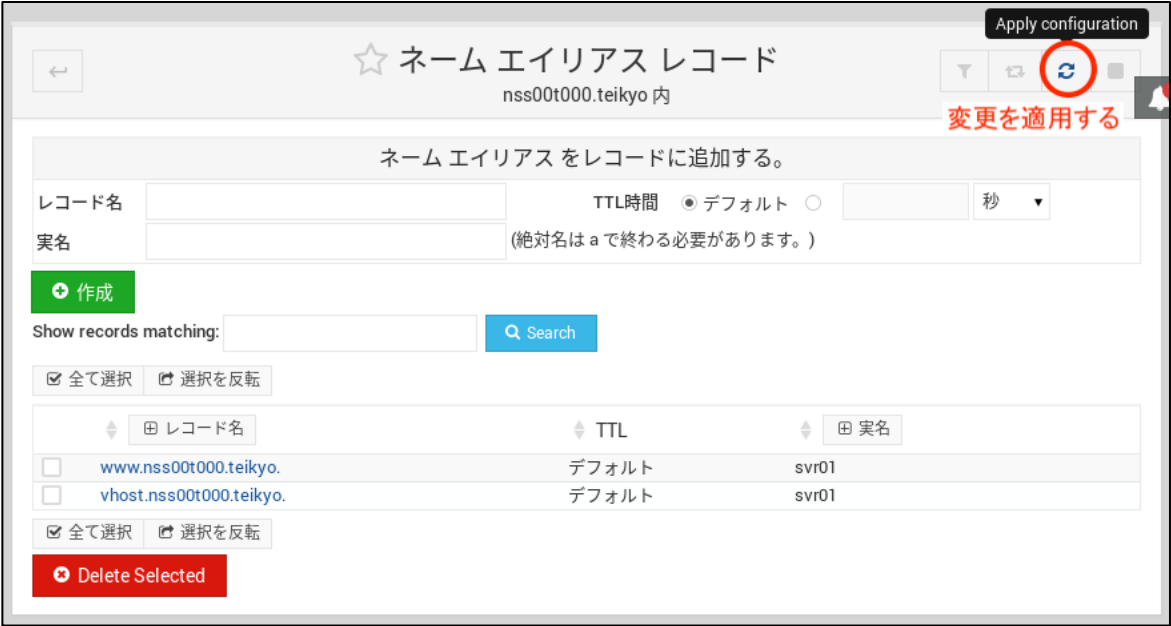 Apply configuration
ネーム エイリアス レコード
nss00t000.teikyo 内
変更を適用する
ネーム エイリアス をレコードに追加する。
レコード名 TTL時間 デフォルト 秒
実名 (絶対名は a で終わる必要があります。)
作成
Show records matching: Search
全て選択 選択を反転
レコード名 TTL 実名
www.nss00t000.teikyo. デフォルト svr01
vhost.nss00t000.teikyo. デフォルト svr01
全て選択 選択を反転
Delete Selected